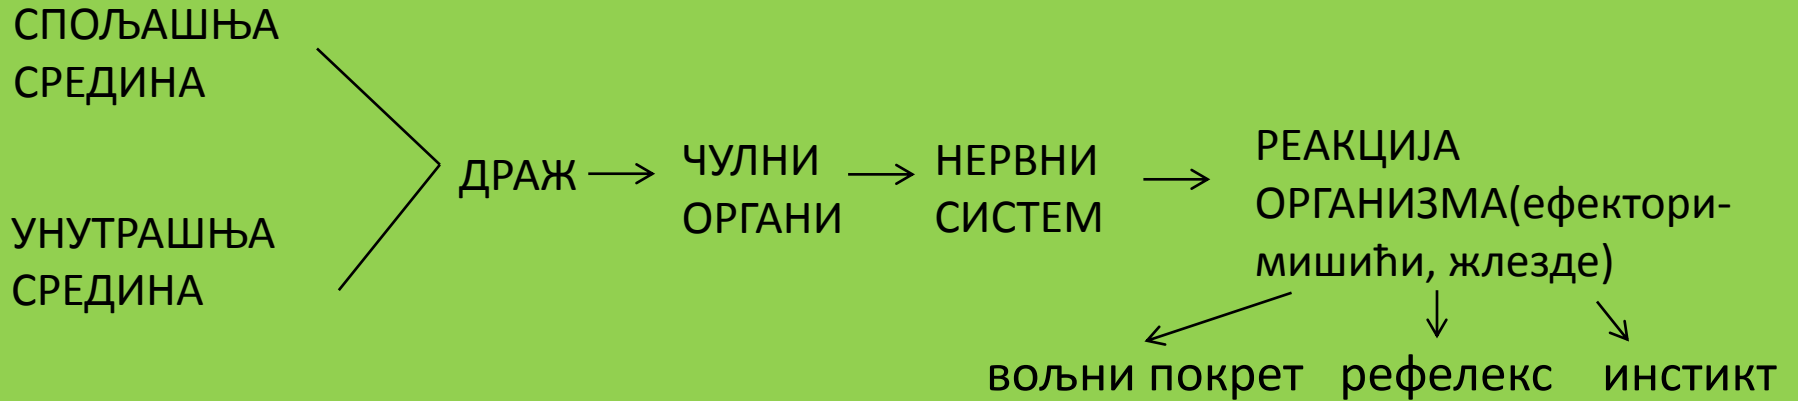 СПОЉАШЊА
СРЕДИНА
УНУТРАШЊА
СРЕДИНА
ДРАЖ
ЧУЛНИ
ОРГАНИ
НЕРВНИ
СИСТЕМ
РЕАКЦИЈА
ОРГАНИЗМА(ефектори-
мишићи, жлезде)
вољни покрет
рефелекс
инстикт